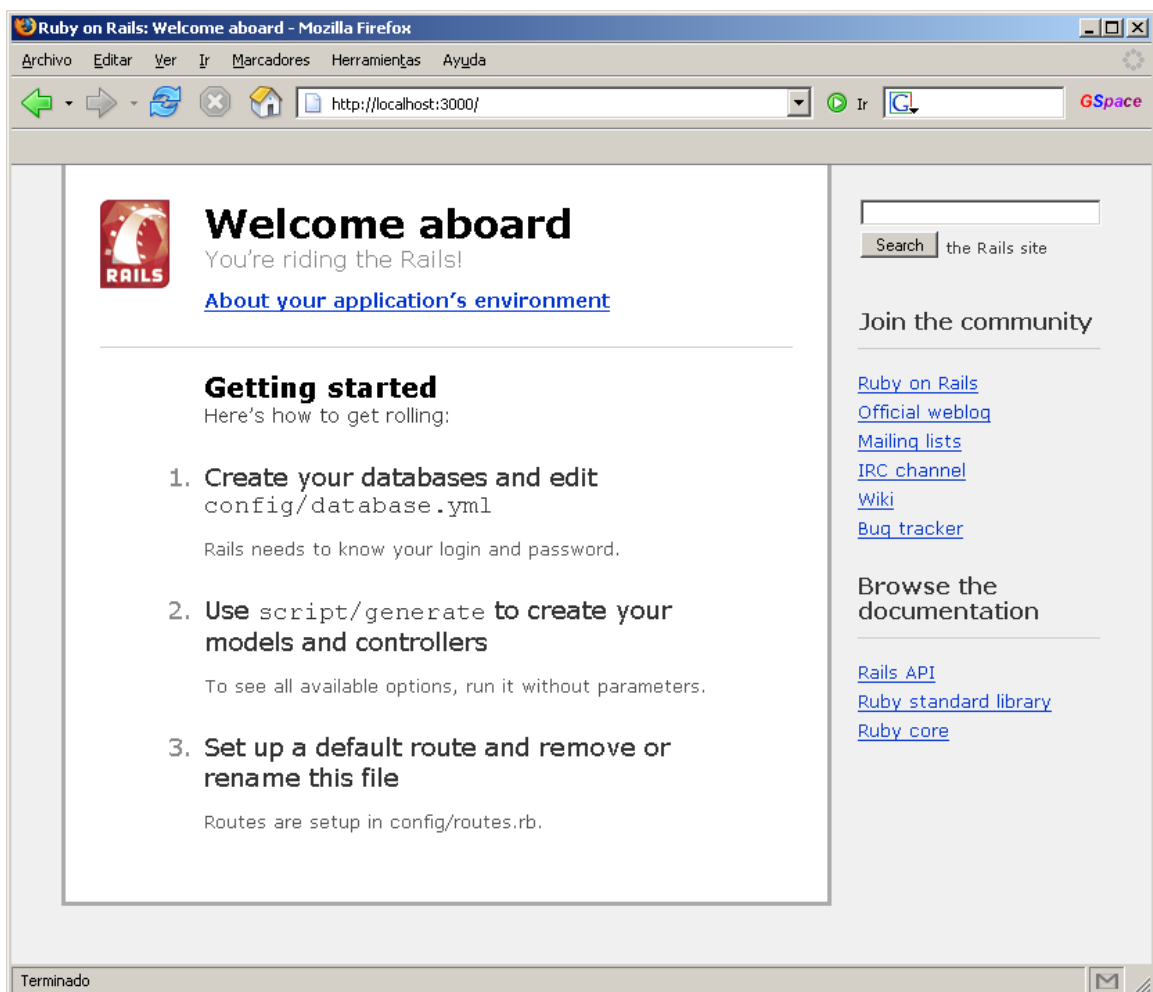 Ruby on Rails: Welcome aboard - Mozilla Firefox
Archivo Editar Ver Ir Marcadores Herramientas Ayuda
http://localhost:3000/ Ir G GSpace
RAILS
Welcome aboard
You're riding the Rails!
About your application's environment
Getting started
Here's how to get rolling:
1. Create your databases and edit
config/database.yml
Rails needs to know your login and password.
2. Use script/generate to create your
models and controllers
To see all available options, run it without parameters.
3. Set up a default route and remove or
rename this file
Routes are setup in config/routes.rb.
Search the Rails site
Join the community
Ruby on Rails
Official weblog
Mailing lists
IRC channel
Wiki
Bug tracker
Browse the
documentation
Rails API
Ruby standard library
Ruby core
Terminado